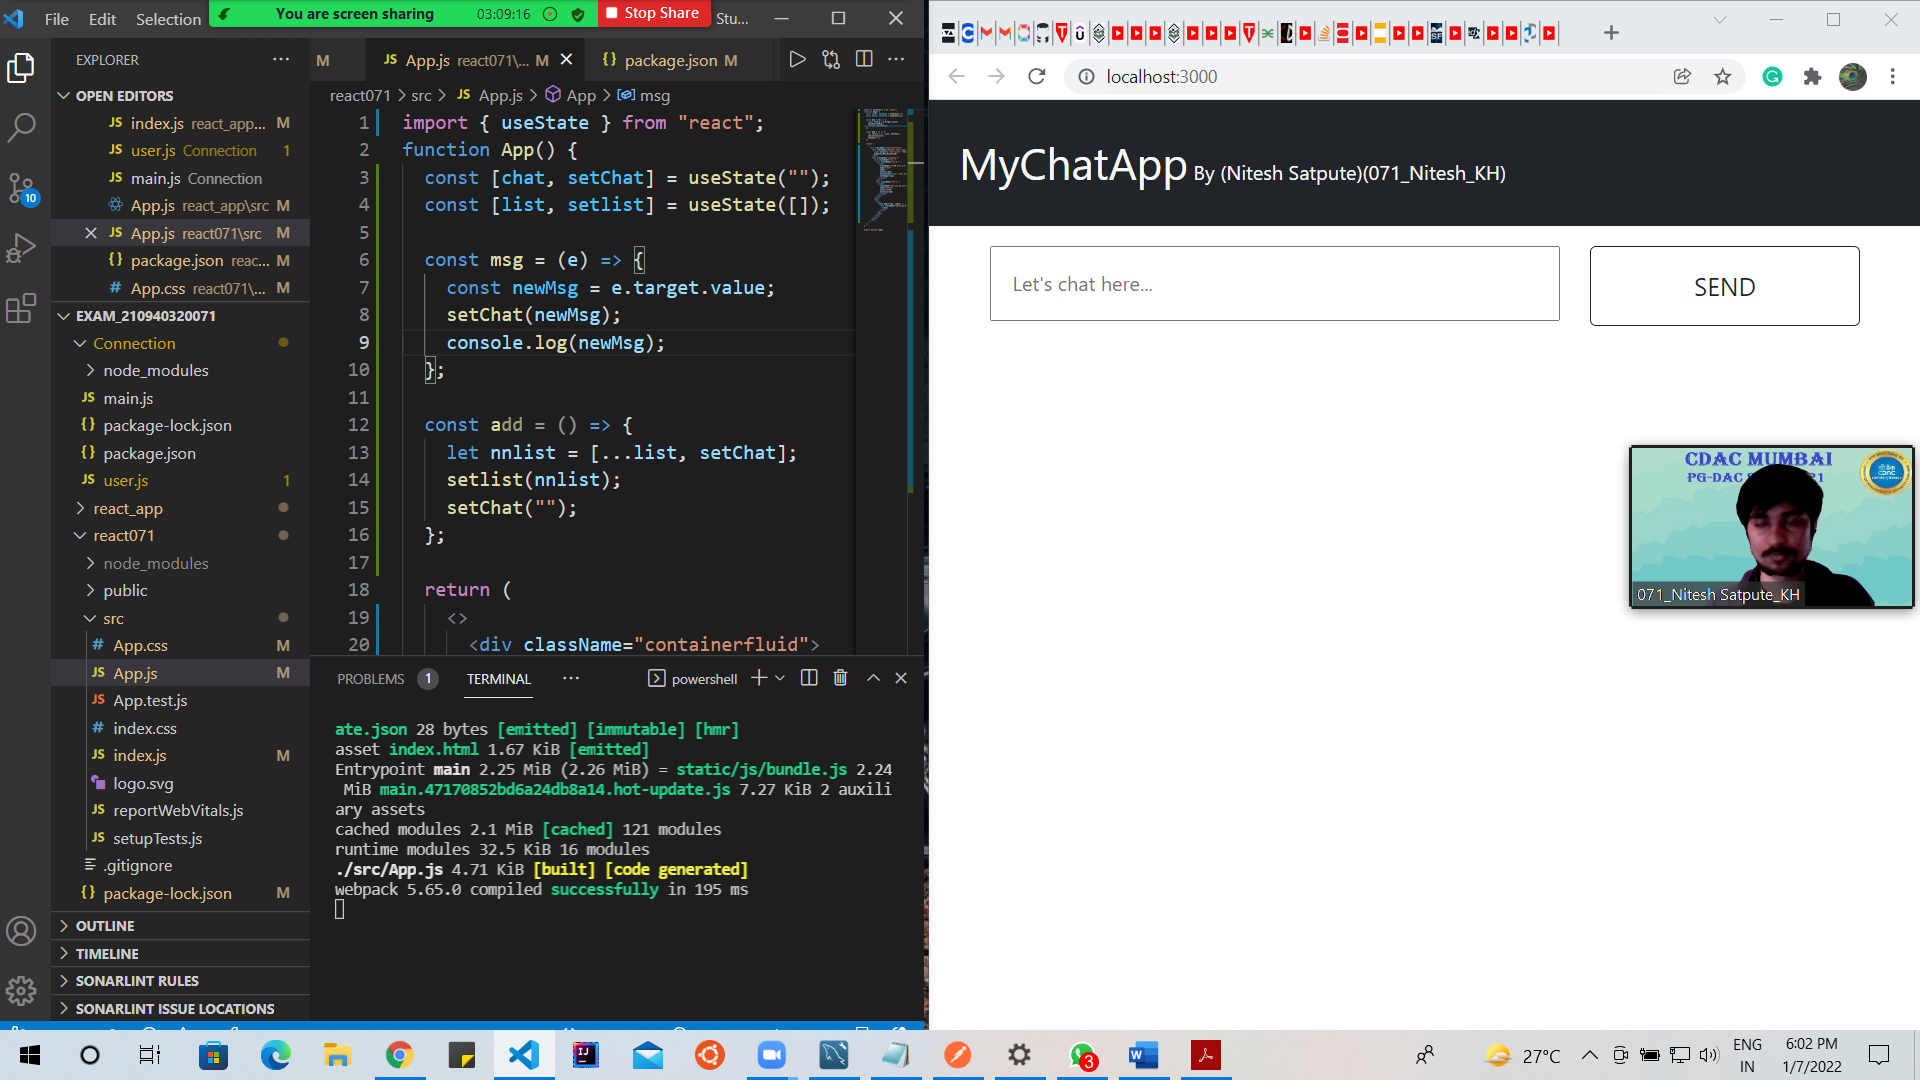 File Edit Selection
You are screen sharing 03:09:16 Stop Share
Stu...
EXPLORER
OPEN EDITORS
JS index.js react_app... M
JS user.js Connection 1
JS main.js Connection
App.js react_app\src M
JS App.js react071\src M
{} package.json reac... M
# App.css react071\... M
EXAM_210940320071
Connection
node_modules
JS main.js
{} package-lock.json
{} package.json
JS user.js 1
react_app
react071
node_modules
public
src
# App.css M
JS App.js M
JS App.test.js
# index.css
JS index.js M
logo.svg
JS reportWebVitals.js
JS setupTests.js
.gitignore
{} package-lock.json M
OUTLINE
TIMELINE
SONARLINT RULES
SONARLINT ISSUE LOCATIONS
10
M JS App.js react071\... M {} package.json M
react071 > src > JS App.js > App > msg
1 import { useState } from "react";
2 function App() {
3 const [chat, setChat] = useState("");
4 const [list, setlist] = useState([]);
5
6 const msg = (e) => {
7 const newMsg = e.target.value;
8 setChat(newMsg);
9 console.log(newMsg);
10 };
11
12 const add = () => {
13 let nnlist = [...list, setChat];
14 setlist(nnlist);
15 setChat("");
16 };
17
18 return (
19 <>
20 <div className="containerfluid">
PROBLEMS 1 TERMINAL ... powershell
ate.json 28 bytes [emitted] [immutable] [hmr]
asset index.html 1.67 KiB [emitted]
Entrypoint main 2.25 MiB (2.26 MiB) = static/js/bundle.js 2.24
MiB main.47170852bd6a24db8a14.hot-update.js 7.27 KiB 2 auxili
ary assets
cached modules 2.1 MiB [cached] 121 modules
runtime modules 32.5 KiB 16 modules
./src/App.js 4.71 KiB [built] [code generated]
webpack 5.65.0 compiled successfully in 195 ms
localhost:3000
MyChatApp By (Nitesh Satpute)(071_Nitesh_KH)
Let's chat here...
SEND
CDAC MUMBAI
PG-DAC
071_Nitesh Satpute_KH
3
27°C
ENG
IN
6:02 PM
1/7/2022